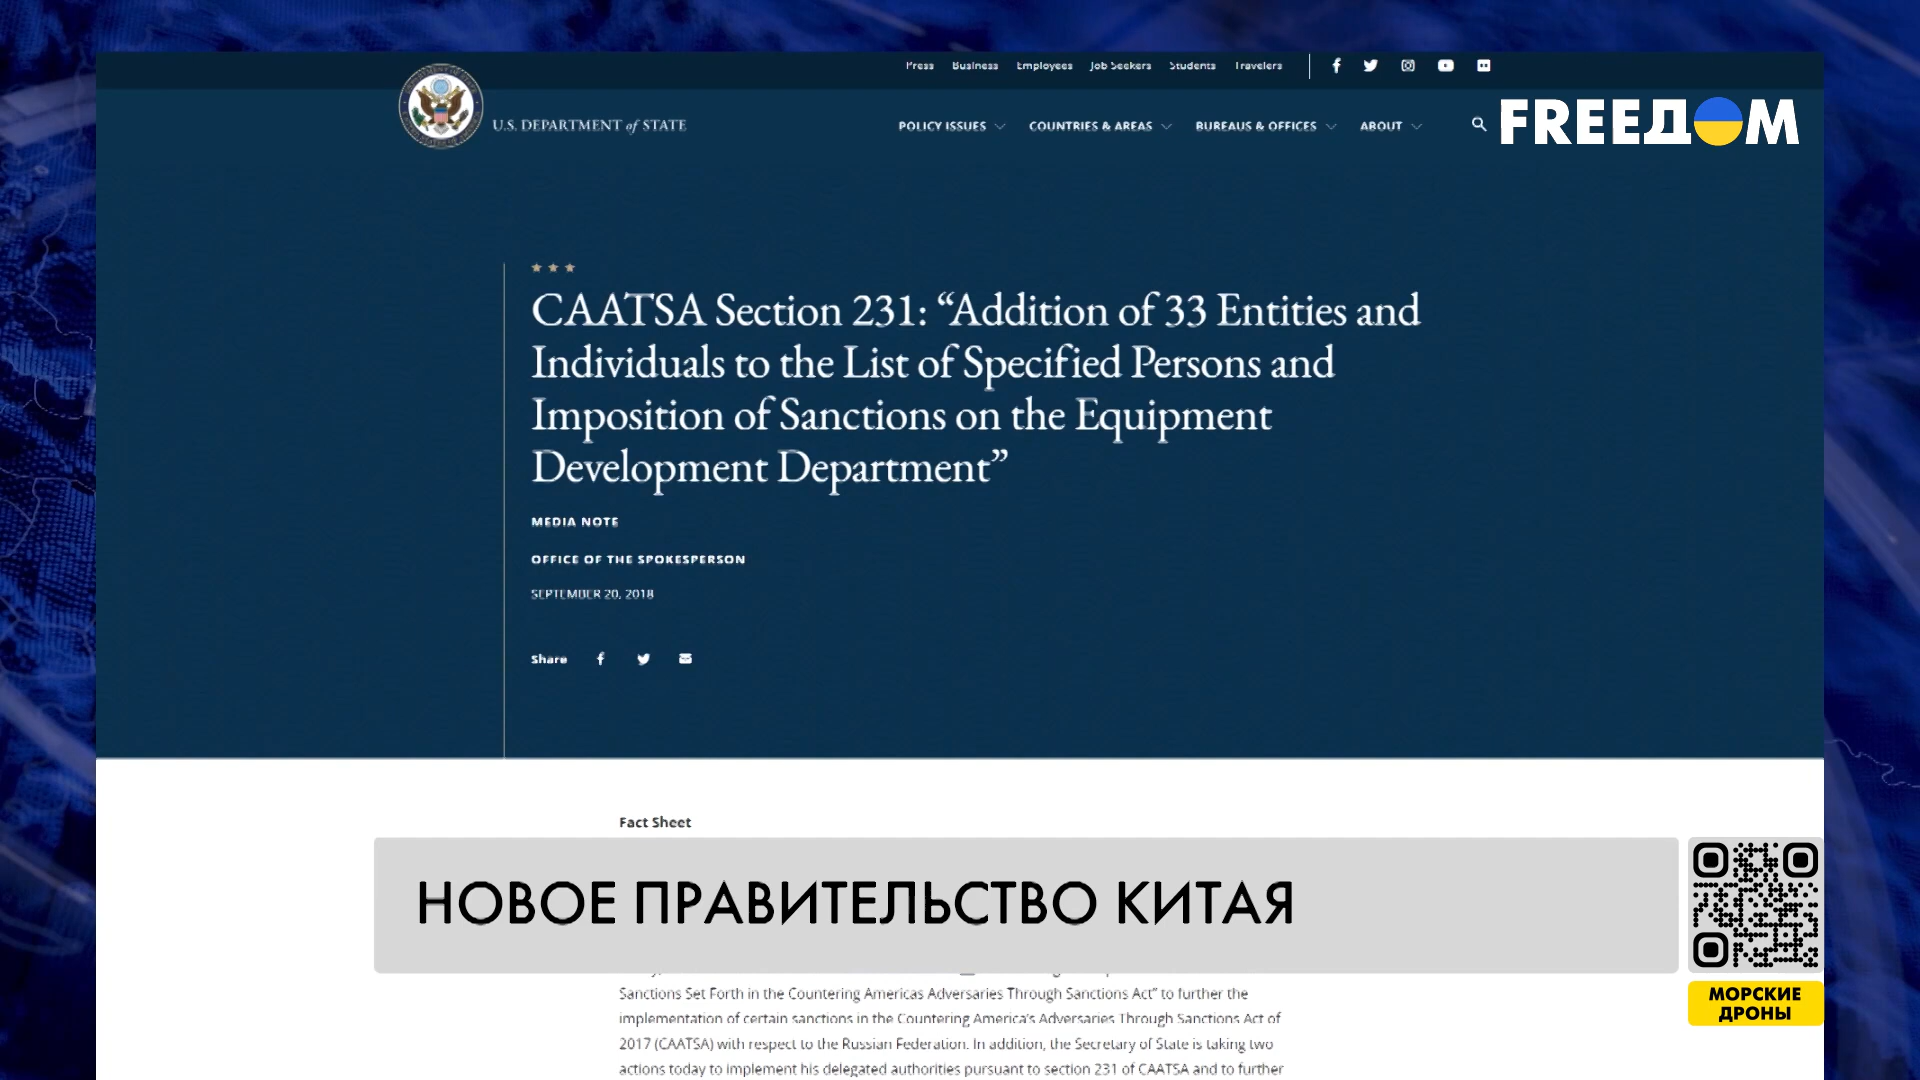 Press Business Employees Job Seekers Students Travelers
U.S. DEPARTMENT of STATE
POLICY ISSUES COUNTRIES & AREAS BUREAUS & OFFICES ABOUT
FREEДОМ
CAATSA Section 231: “Addition of 33 Entities and
Individuals to the List of Specified Persons and
Imposition of Sanctions on the Equipment
Development Department”
MEDIA NOTE
OFFICE OF THE SPOKESPERSON
SEPTEMBER 20, 2018
Share
Fact Sheet
НОВОЕ ПРАВИТЕЛЬСТВО КИТАЯ
Sanctions Set Forth in the Countering Americas Adversaries Through Sanctions Act” to further the
implementation of certain sanctions in the Countering America’s Adversaries Through Sanctions Act of
2017 (CAATSA) with respect to the Russian Federation. In addition, the Secretary of State is taking two
actions today to implement his delegated authorities pursuant to section 231 of CAATSA and to further
МОРСКИЕ
ДРОНЫ